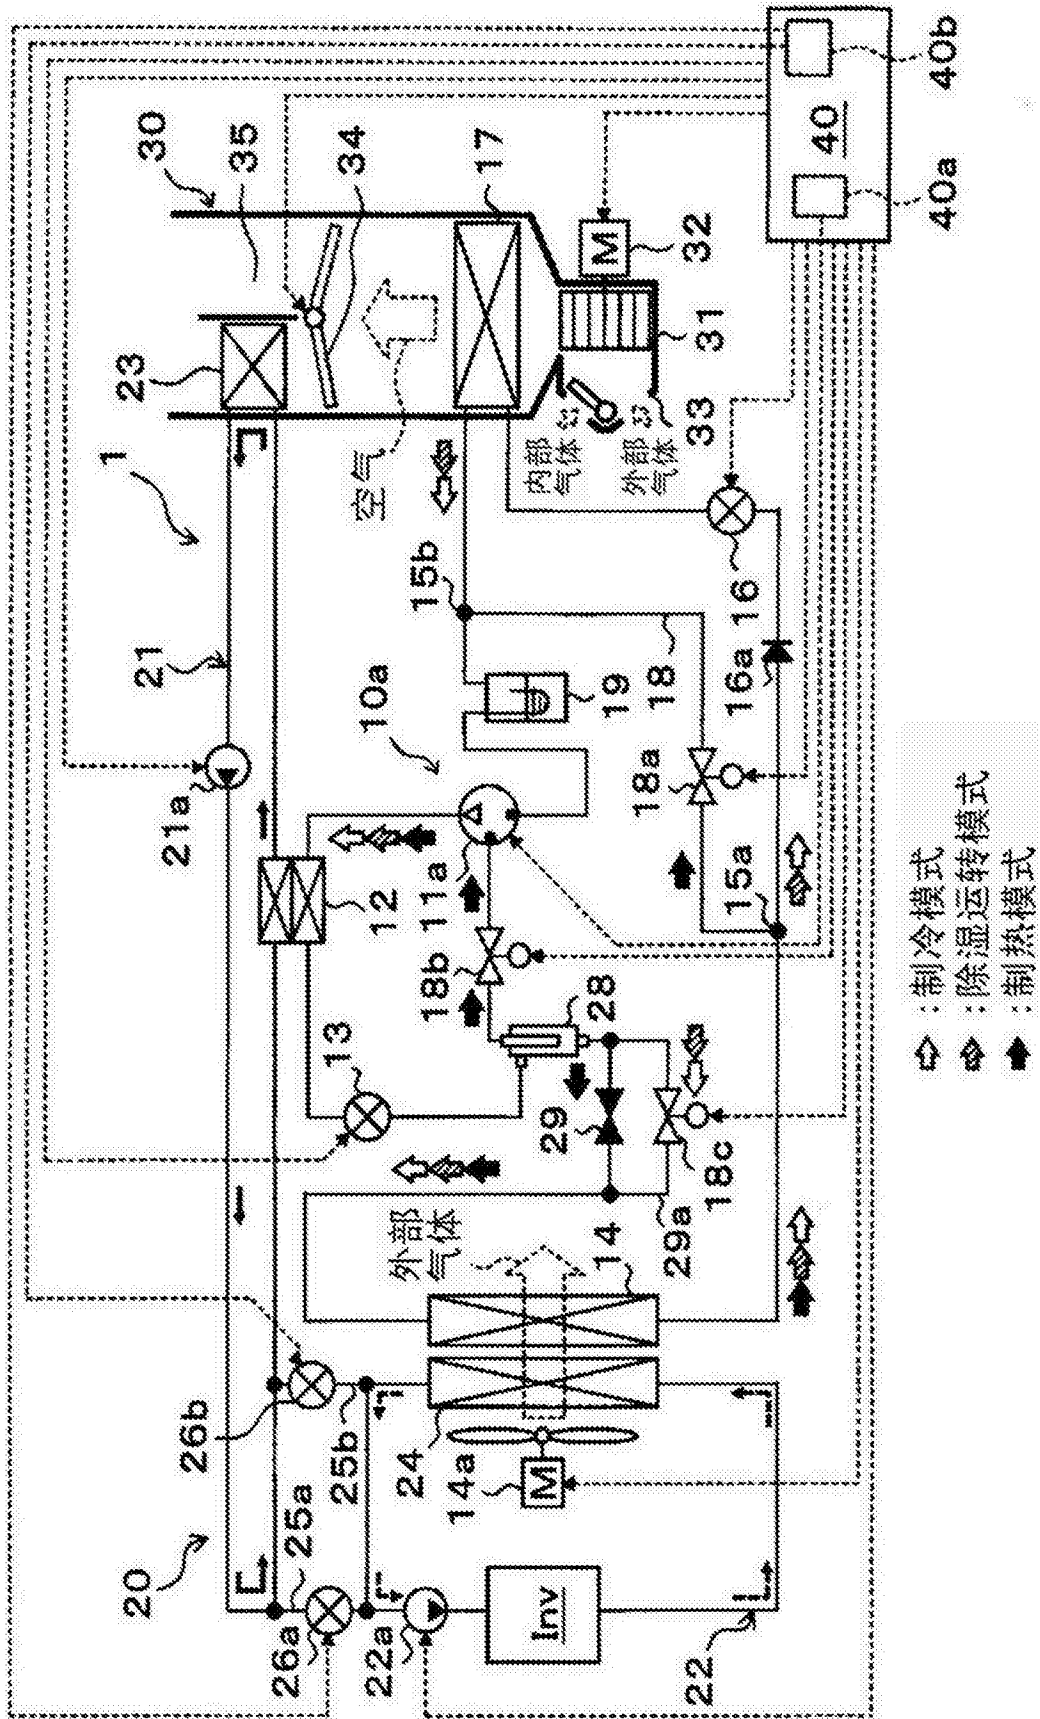 1
20
21
23
30
21a
26b
35
26a
25a
25b
13
34
22a
12
10a
空气
24
外部
气体
18b
11a
15b
14a
17
Inv
M
29
内部
气体
14
28
19
M
外部
气体
29a
18a
18
32
22
18c
33
31
15a
16a
16
40
40a
40b
:制冷模式
:除湿运转模式
:制热模式